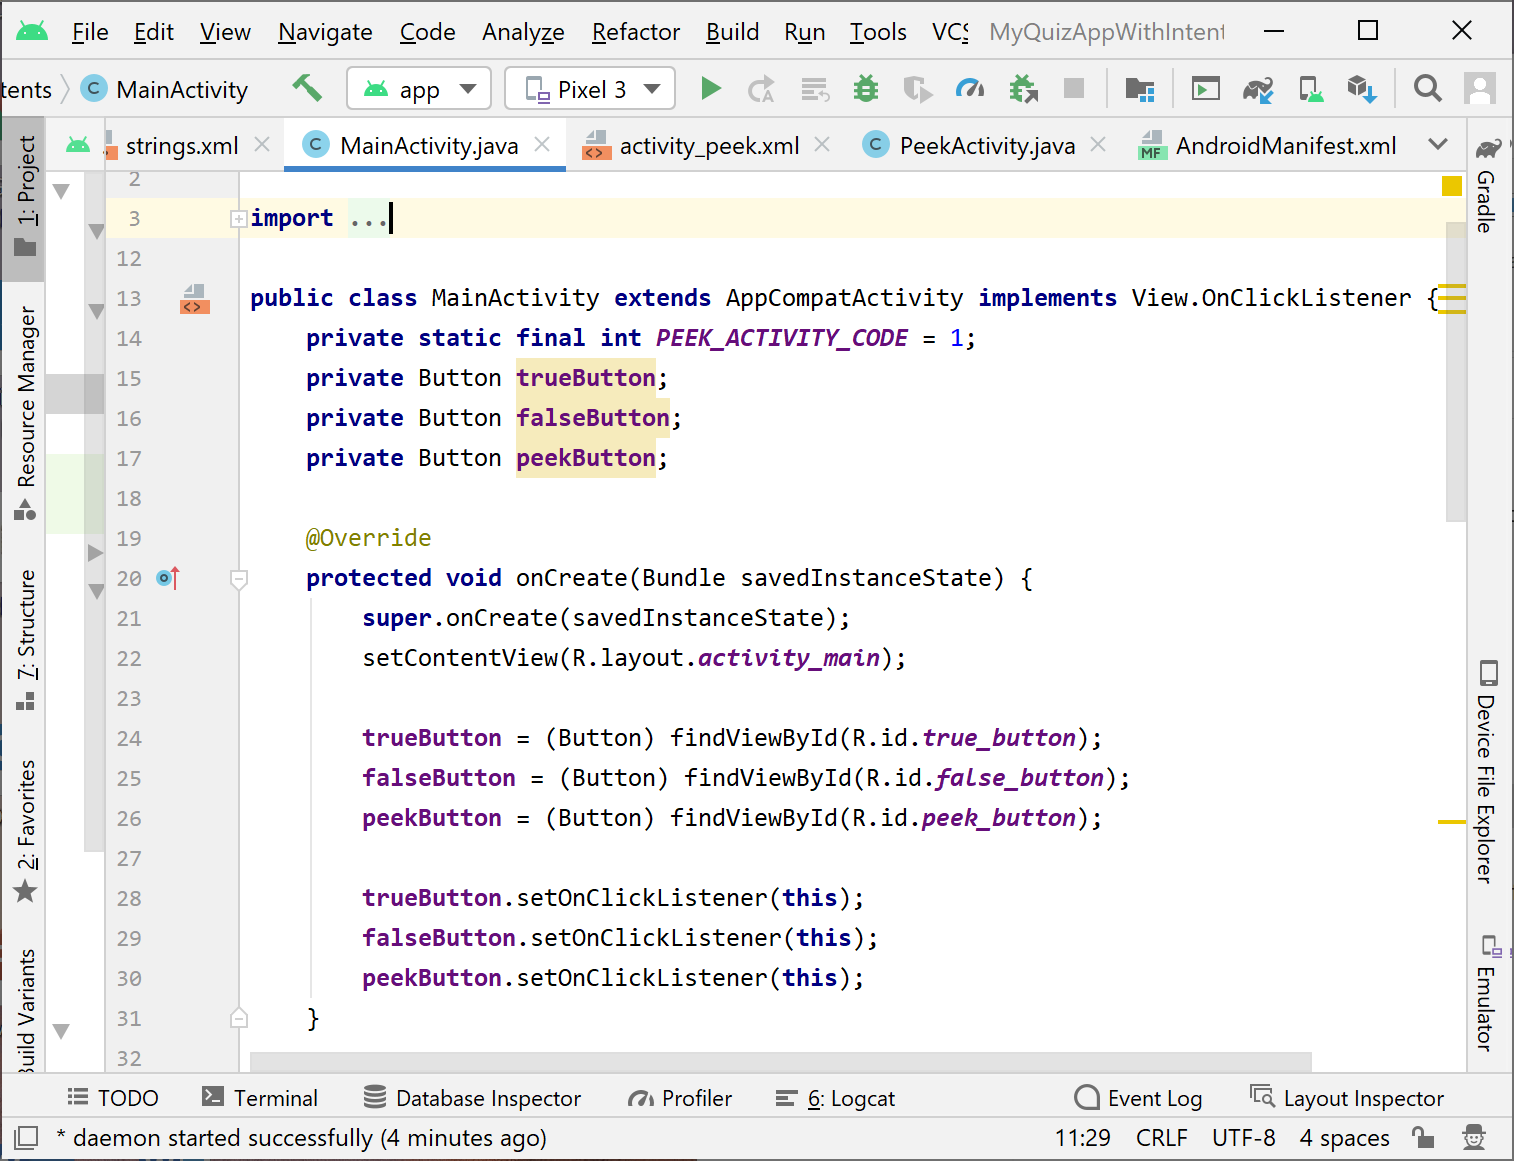 File Edit View Navigate Code Analyze Refactor Build Run Tools VCS MyQuizAppWithIntent
tents MainActivity app Pixel 3
strings.xml MainActivity.java activity_peek.xml PeekActivity.java AndroidManifest.xml
1: Project
Resource Manager
7: Structure
2: Favorites
Build Variants
2
3 import ...
12
13 public class MainActivity extends AppCompatActivity implements View.OnClickListener {
14 private static final int PEEK_ACTIVITY_CODE = 1;
15 private Button trueButton;
16 private Button falseButton;
17 private Button peekButton;
18
19 @Override
20 protected void onCreate(Bundle savedInstanceState) {
21 super.onCreate(savedInstanceState);
22 setContentView(R.layout.activity_main);
23
24 trueButton = (Button) findViewById(R.id.true_button);
25 falseButton = (Button) findViewById(R.id.false_button);
26 peekButton = (Button) findViewById(R.id.peek_button);
27
28 trueButton.setOnClickListener(this);
29 falseButton.setOnClickListener(this);
30 peekButton.setOnClickListener(this);
31 }
32
Gradle
Device File Explorer
Emulator
TODO Terminal Database Inspector Profiler 6: Logcat Event Log Layout Inspector
* daemon started successfully (4 minutes ago) 11:29 CRLF UTF-8 4 spaces